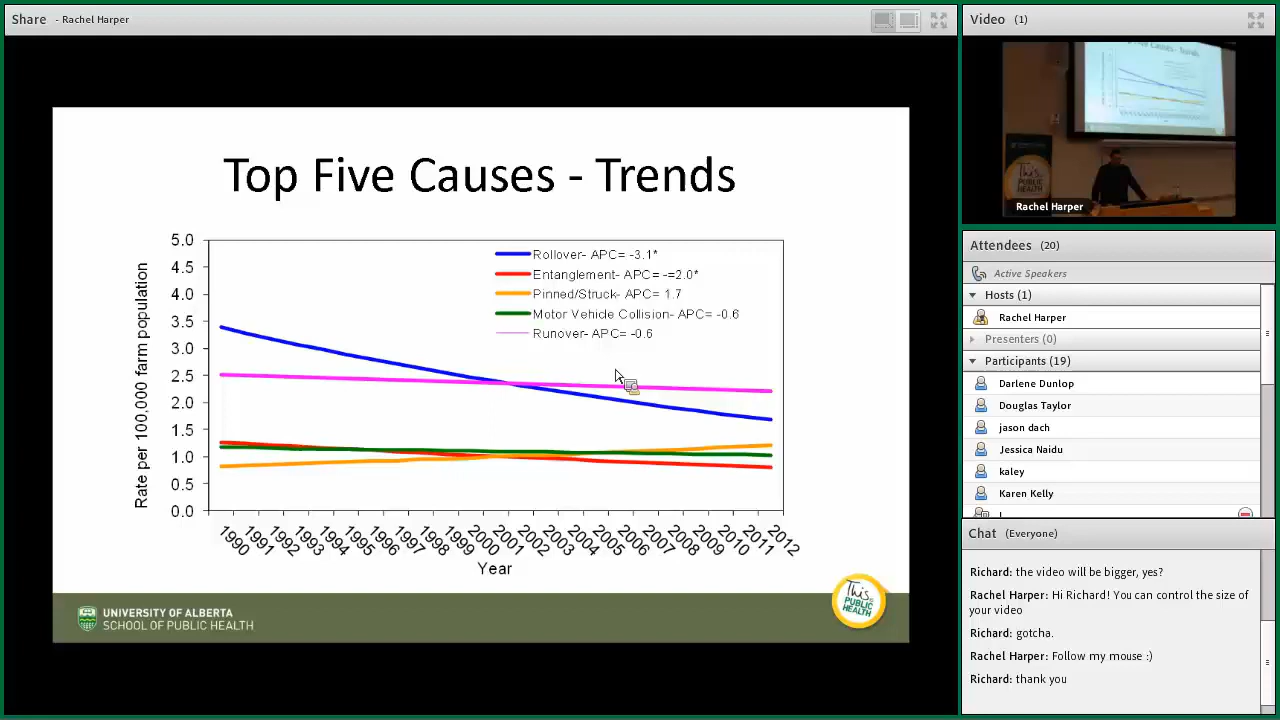 Share - Rachel Harper
Top Five Causes - Trends
Rate per 100,000 farm population
5.0
4.5
4.0
3.5
3.0
2.5
2.0
1.5
1.0
0.5
0.0
Rollover- APC= -3.1*
Entanglement- APC= -=2.0*
Pinned/Struck- APC= 1.7
Motor Vehicle Collision- APC= -0.6
Runover- APC= -0.6
1990 1991 1992 1993 1994 1995 1996 1997 1998 1999 2000 2001 2002 2003 2004 2005 2006 2007 2008 2009 2010 2011 2012
Year
UNIVERSITY OF ALBERTA
SCHOOL OF PUBLIC HEALTH
This is
PUBLIC
HEALTH
Video (1)
This
PUBLIC
HEALTH
Rachel Harper
Attendees (20)
Active Speakers
Hosts (1)
Rachel Harper
Presenters (0)
Participants (19)
Darlene Dunlop
Douglas Taylor
jason dach
Jessica Naidu
kaley
Karen Kelly
Chat (Everyone)
Richard: the video will be bigger, yes?
Rachel Harper: Hi Richard! You can control the size of
your video
Richard: gotcha.
Rachel Harper: Follow my mouse :)
Richard: thank you